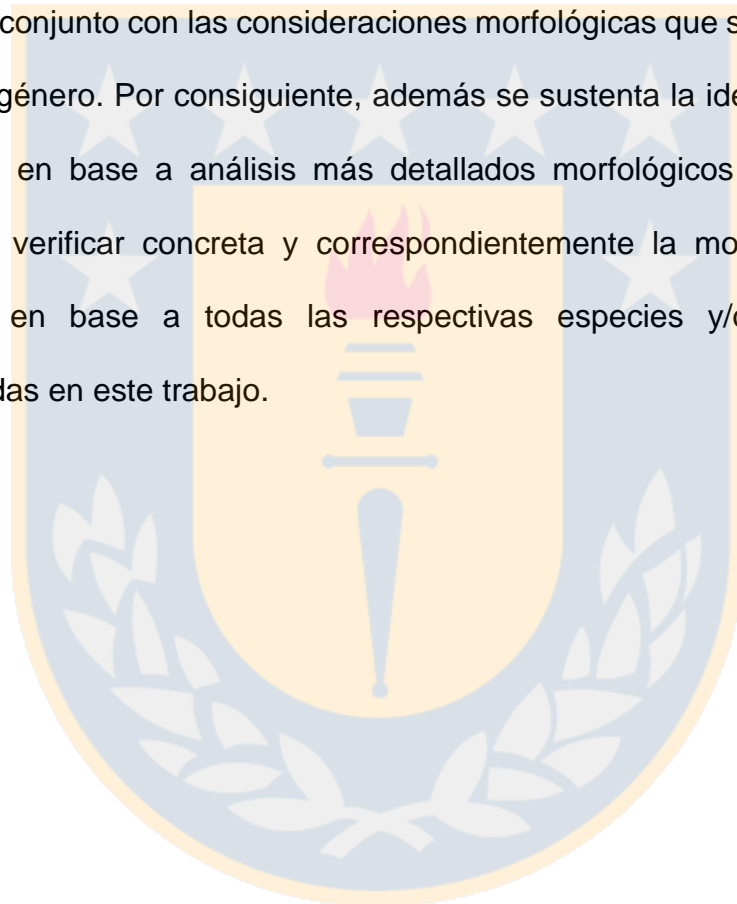 conjunto con las consideraciones morfológicas que s
género. Por consiguiente, además se sustenta la ide
en base a análisis más detallados morfológicos
verificar concreta y correspondientemente la mo
en base a todas las respectivas especies y/o
das en este trabajo.